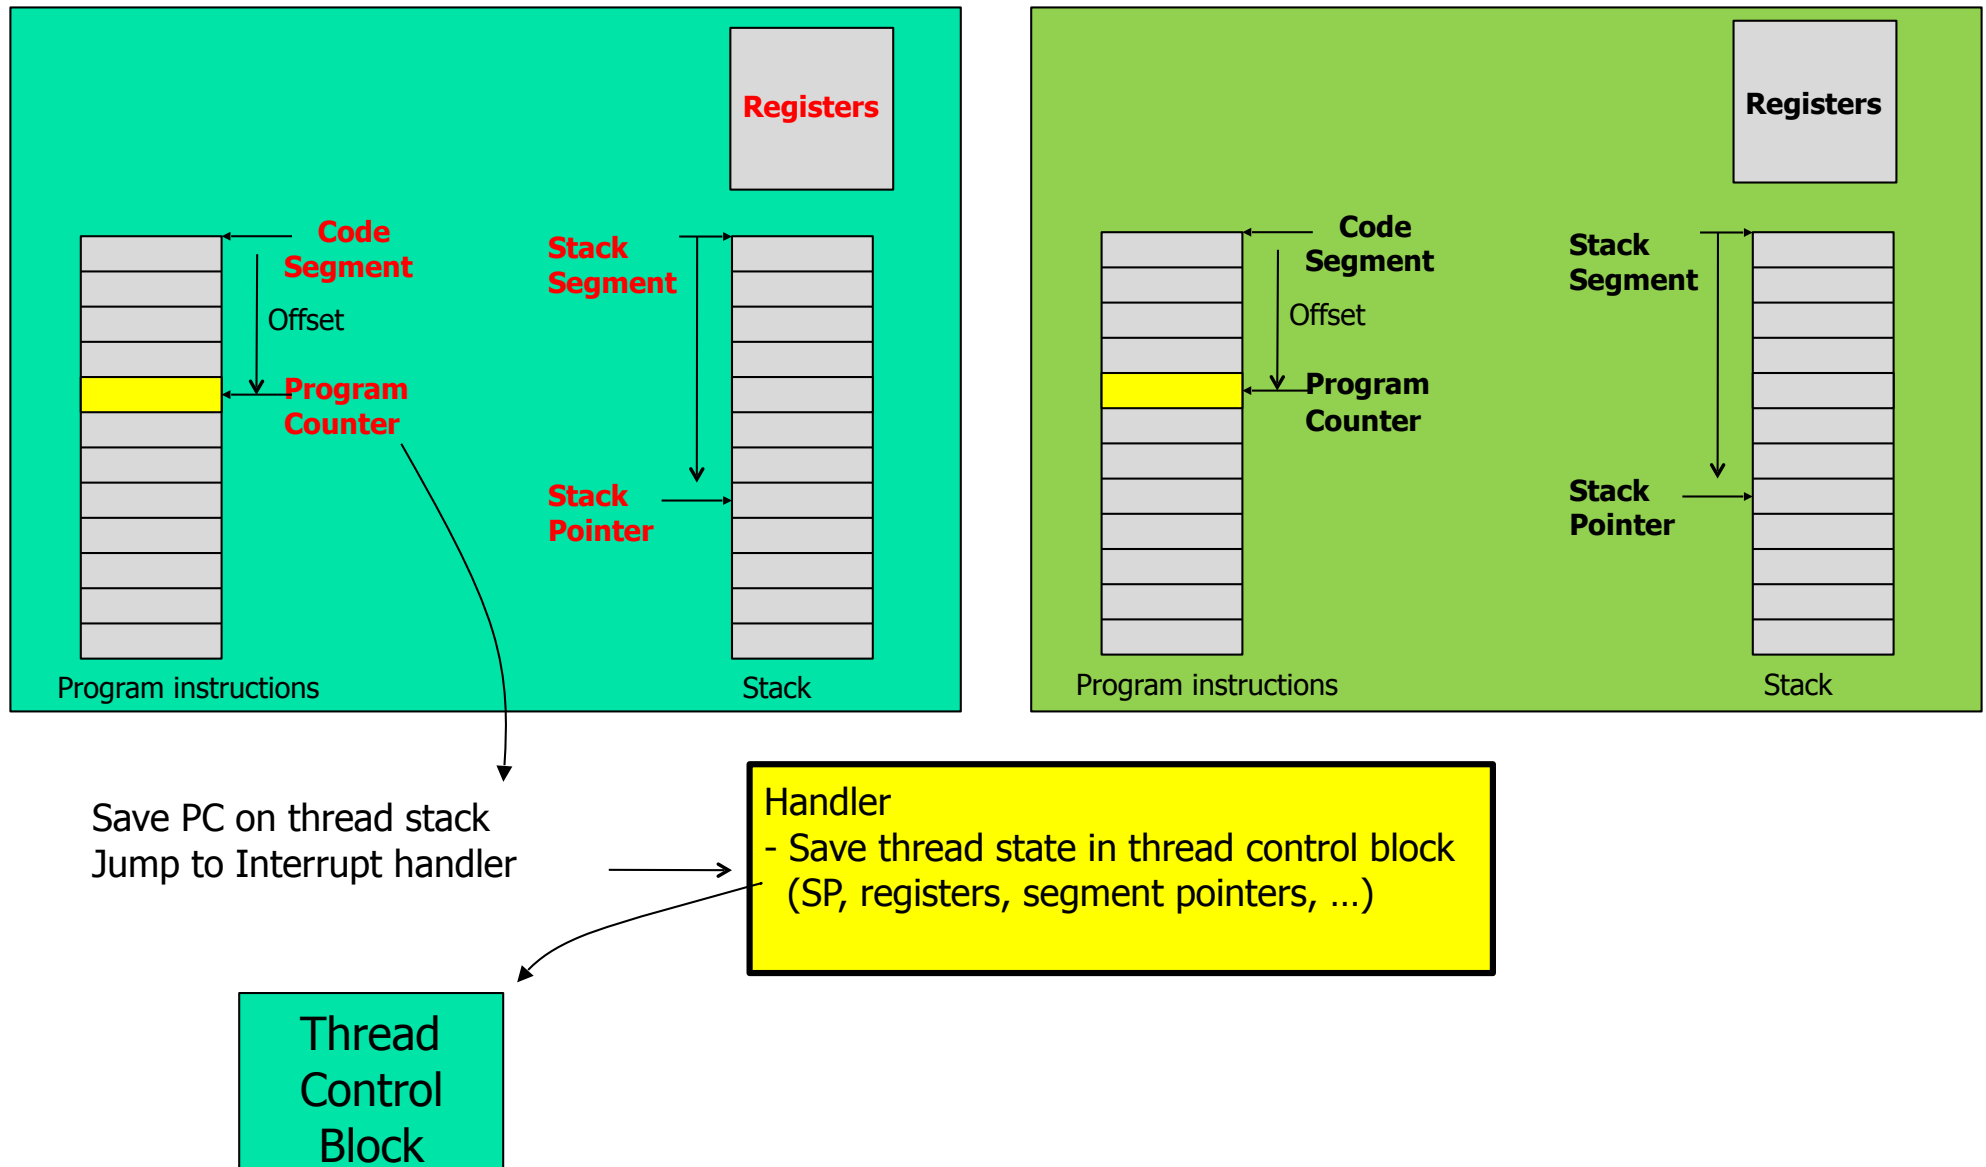 Registers
Code
Segment
Offset
Program
Counter
Stack
Segment
Stack
Pointer
Program instructions
Stack
Registers
Code
Segment
Offset
Program
Counter
Stack
Segment
Stack
Pointer
Program instructions
Stack
Save PC on thread stack
Jump to Interrupt handler
Handler
- Save thread state in thread control block
(SP, registers, segment pointers, …)
Thread
Control
Block